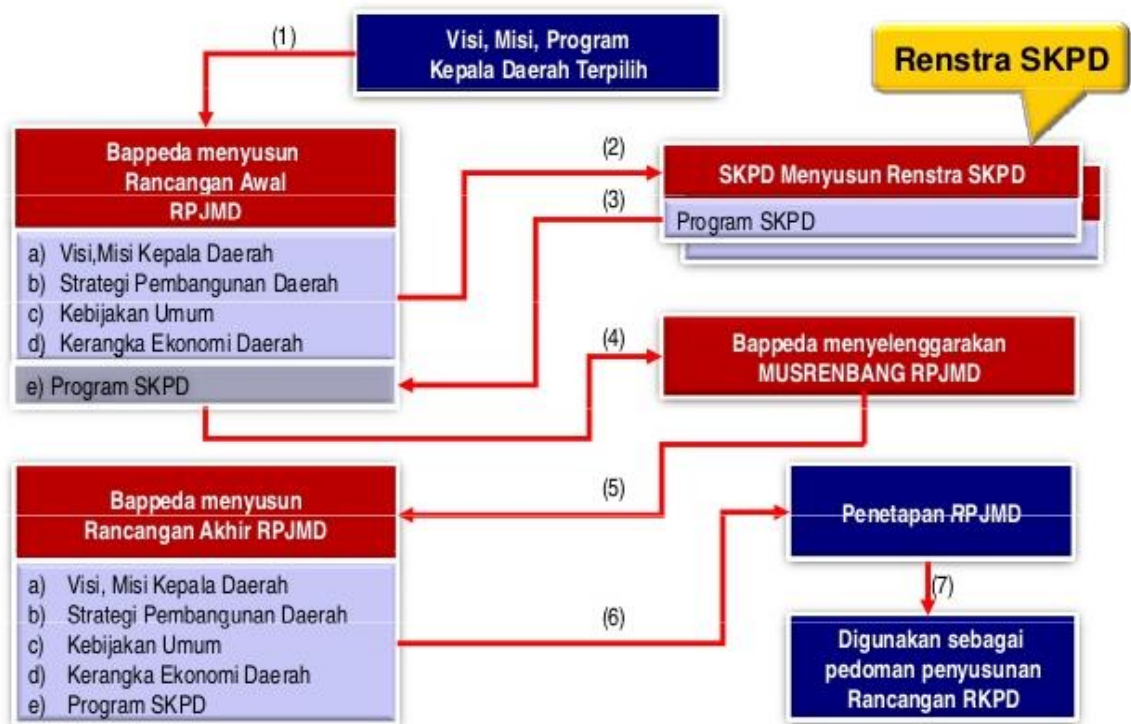 (1)
Visi, Misi, Program
Kepala Daerah Terpilih
Renstra SKPD
Bappeda menyusun
Rancangan Awal
RPJMD
a) Visi,Misi Kepala Daerah
b) Strategi Pembangunan Daerah
c) Kebijakan Umum
d) Kerangka Ekonomi Daerah
e) Program SKPD
(2)
(3)
SKPD Menyusun Renstra SKPD
Program SKPD
(4)
Bappeda menyelenggarakan
MUSRENBANG RPJMD
(5)
Bappeda menyusun
Rancangan Akhir RPJMD
a) Visi, Misi Kepala Daerah
b) Strategi Pembangunan Daerah
c) Kebijakan Umum
d) Kerangka Ekonomi Daerah
e) Program SKPD
(6)
Penetapan RPJMD
(7)
Digunakan sebagai
pedoman penyusunan
Rancangan RKPD